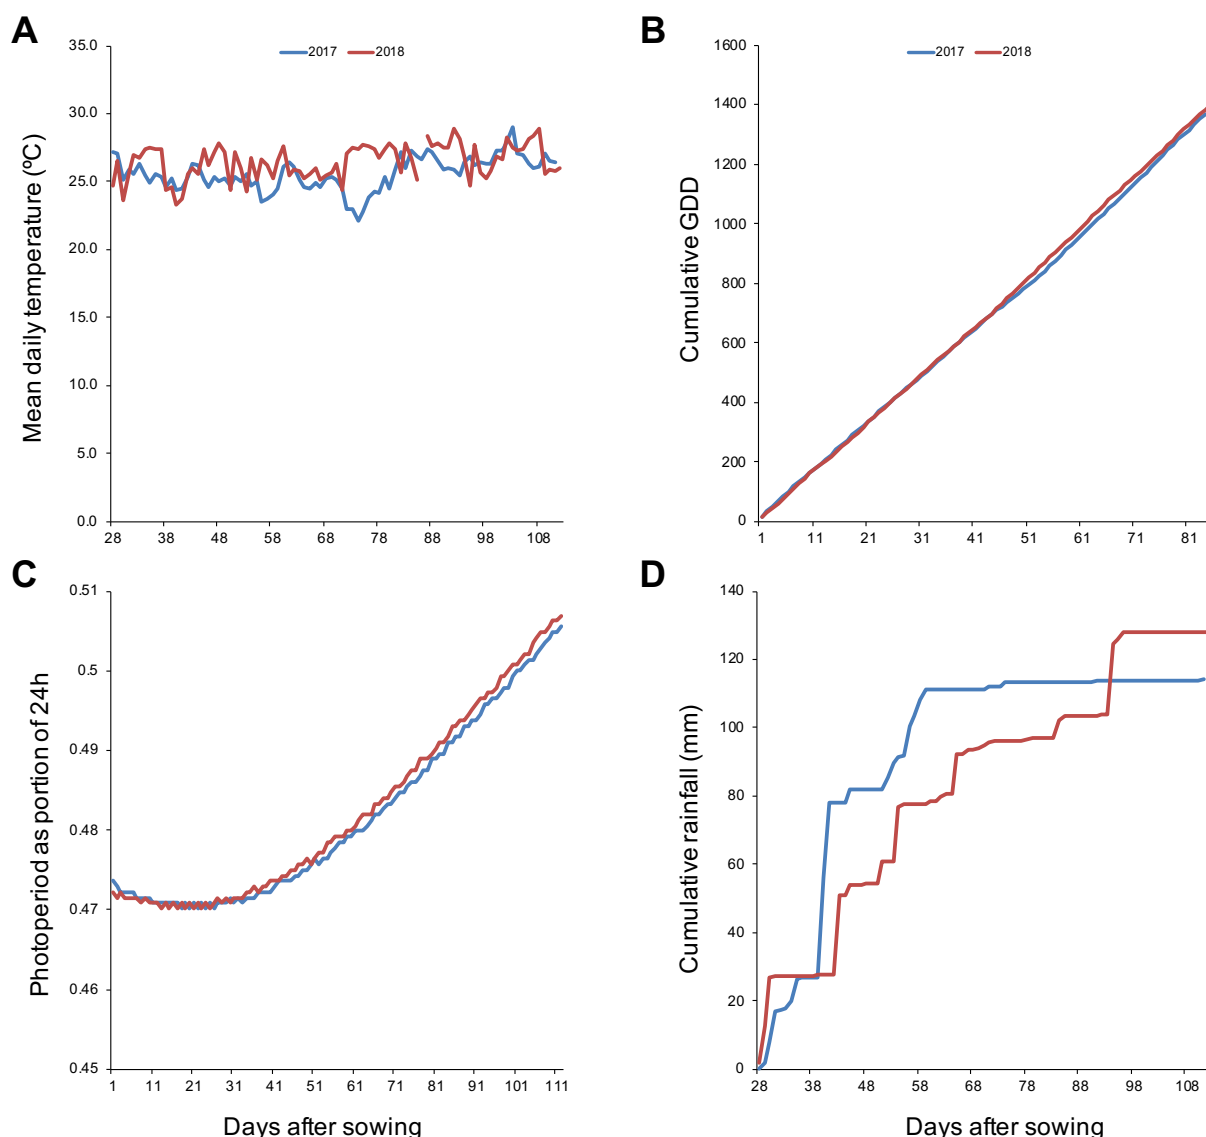 A
35.0
30.0
25.0
20.0
15.0
10.0
5.0
0.0
28 38 48 58 68 78 88 98 108
Mean daily temperature (ºC)
2017 2018
B
1600
1400
1200
1000
800
600
400
200
0
1 11 21 31 41 51 61 71 81
Cumulative GDD
2017 2018
C
0.51
0.5
0.49
0.48
0.47
0.46
0.45
1 11 21 31 41 51 61 71 81 91 101 111
Photoperiod as portion of 24h
Days after sowing
D
140
120
100
80
60
40
20
0
28 38 48 58 68 78 88 98 108
Cumulative rainfall (mm)
Days after sowing